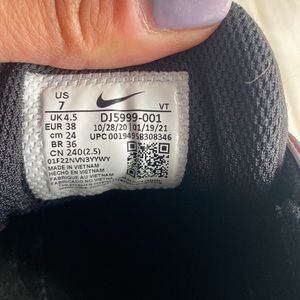 US
7
VT
UK 4.5
DJ5999-001
EUR 38
10/28/20 01/19/21
cm 24
UPC 00194958308346
BR 36
CN 240(2.5)
01F22NVN3YYWY
MADE IN VIETNAM
HECHO EN VIETNAM
FABRIQUE AU VIETNAM
FABRICADO NO VIETNAM